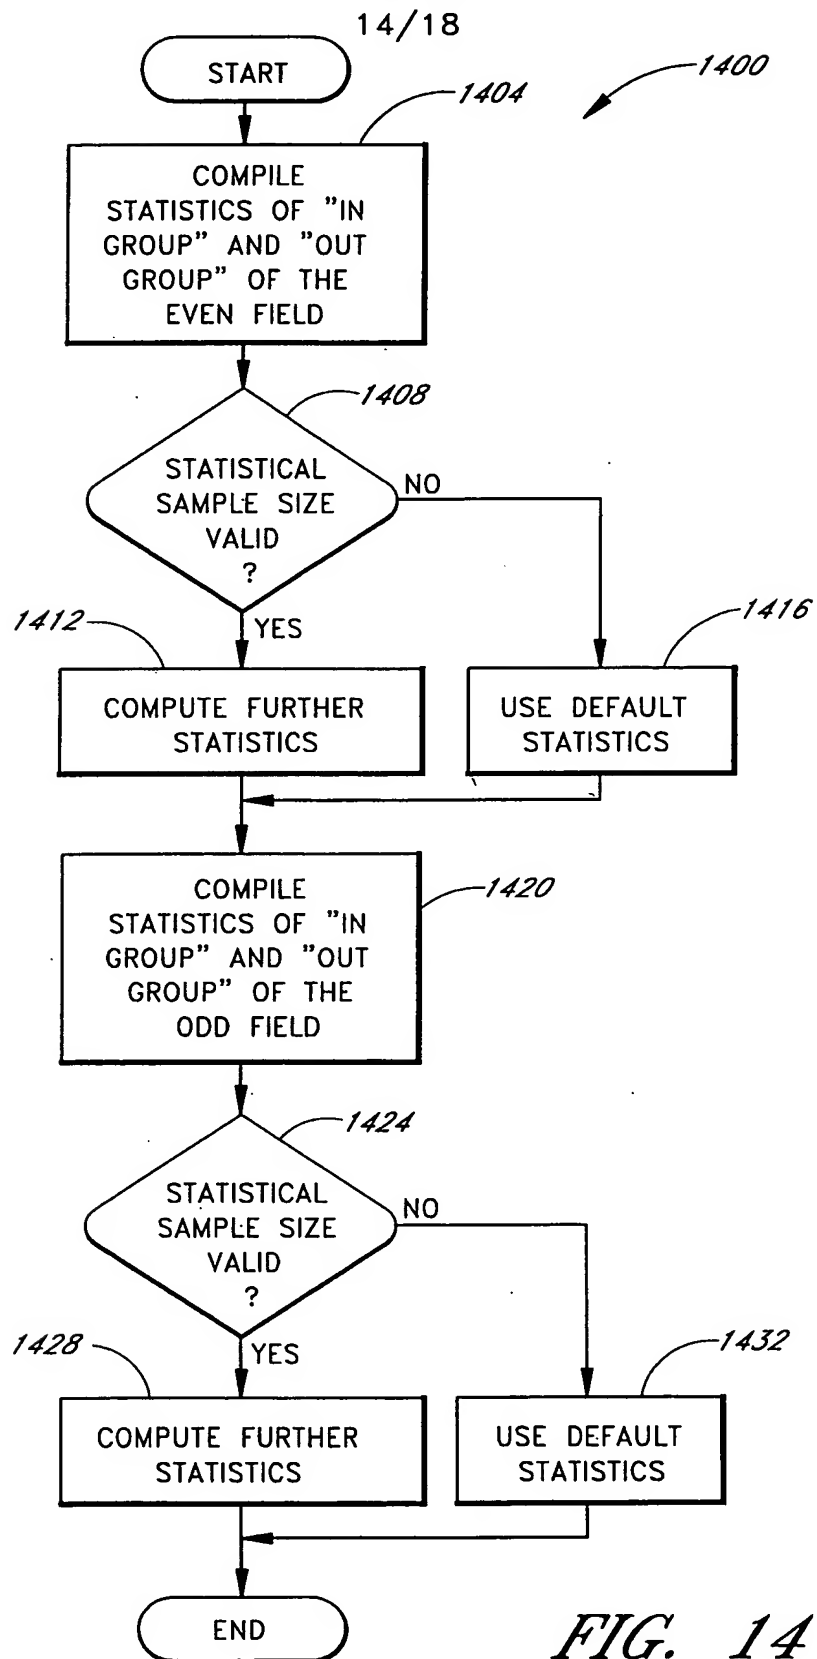 14/18
START
1400
1404
COMPILE
STATISTICS OF "IN
GROUP" AND "OUT
GROUP" OF THE
EVEN FIELD
1408
STATISTICAL
SAMPLE SIZE
VALID
?
NO
YES
1412
1416
COMPUTE FURTHER
STATISTICS
USE DEFAULT
STATISTICS
COMPILE
STATISTICS OF "IN
GROUP" AND "OUT
GROUP" OF THE
ODD FIELD
1420
1424
STATISTICAL
SAMPLE SIZE
VALID
?
NO
YES
1428
1432
COMPUTE FURTHER
STATISTICS
USE DEFAULT
STATISTICS
END
FIG. 14